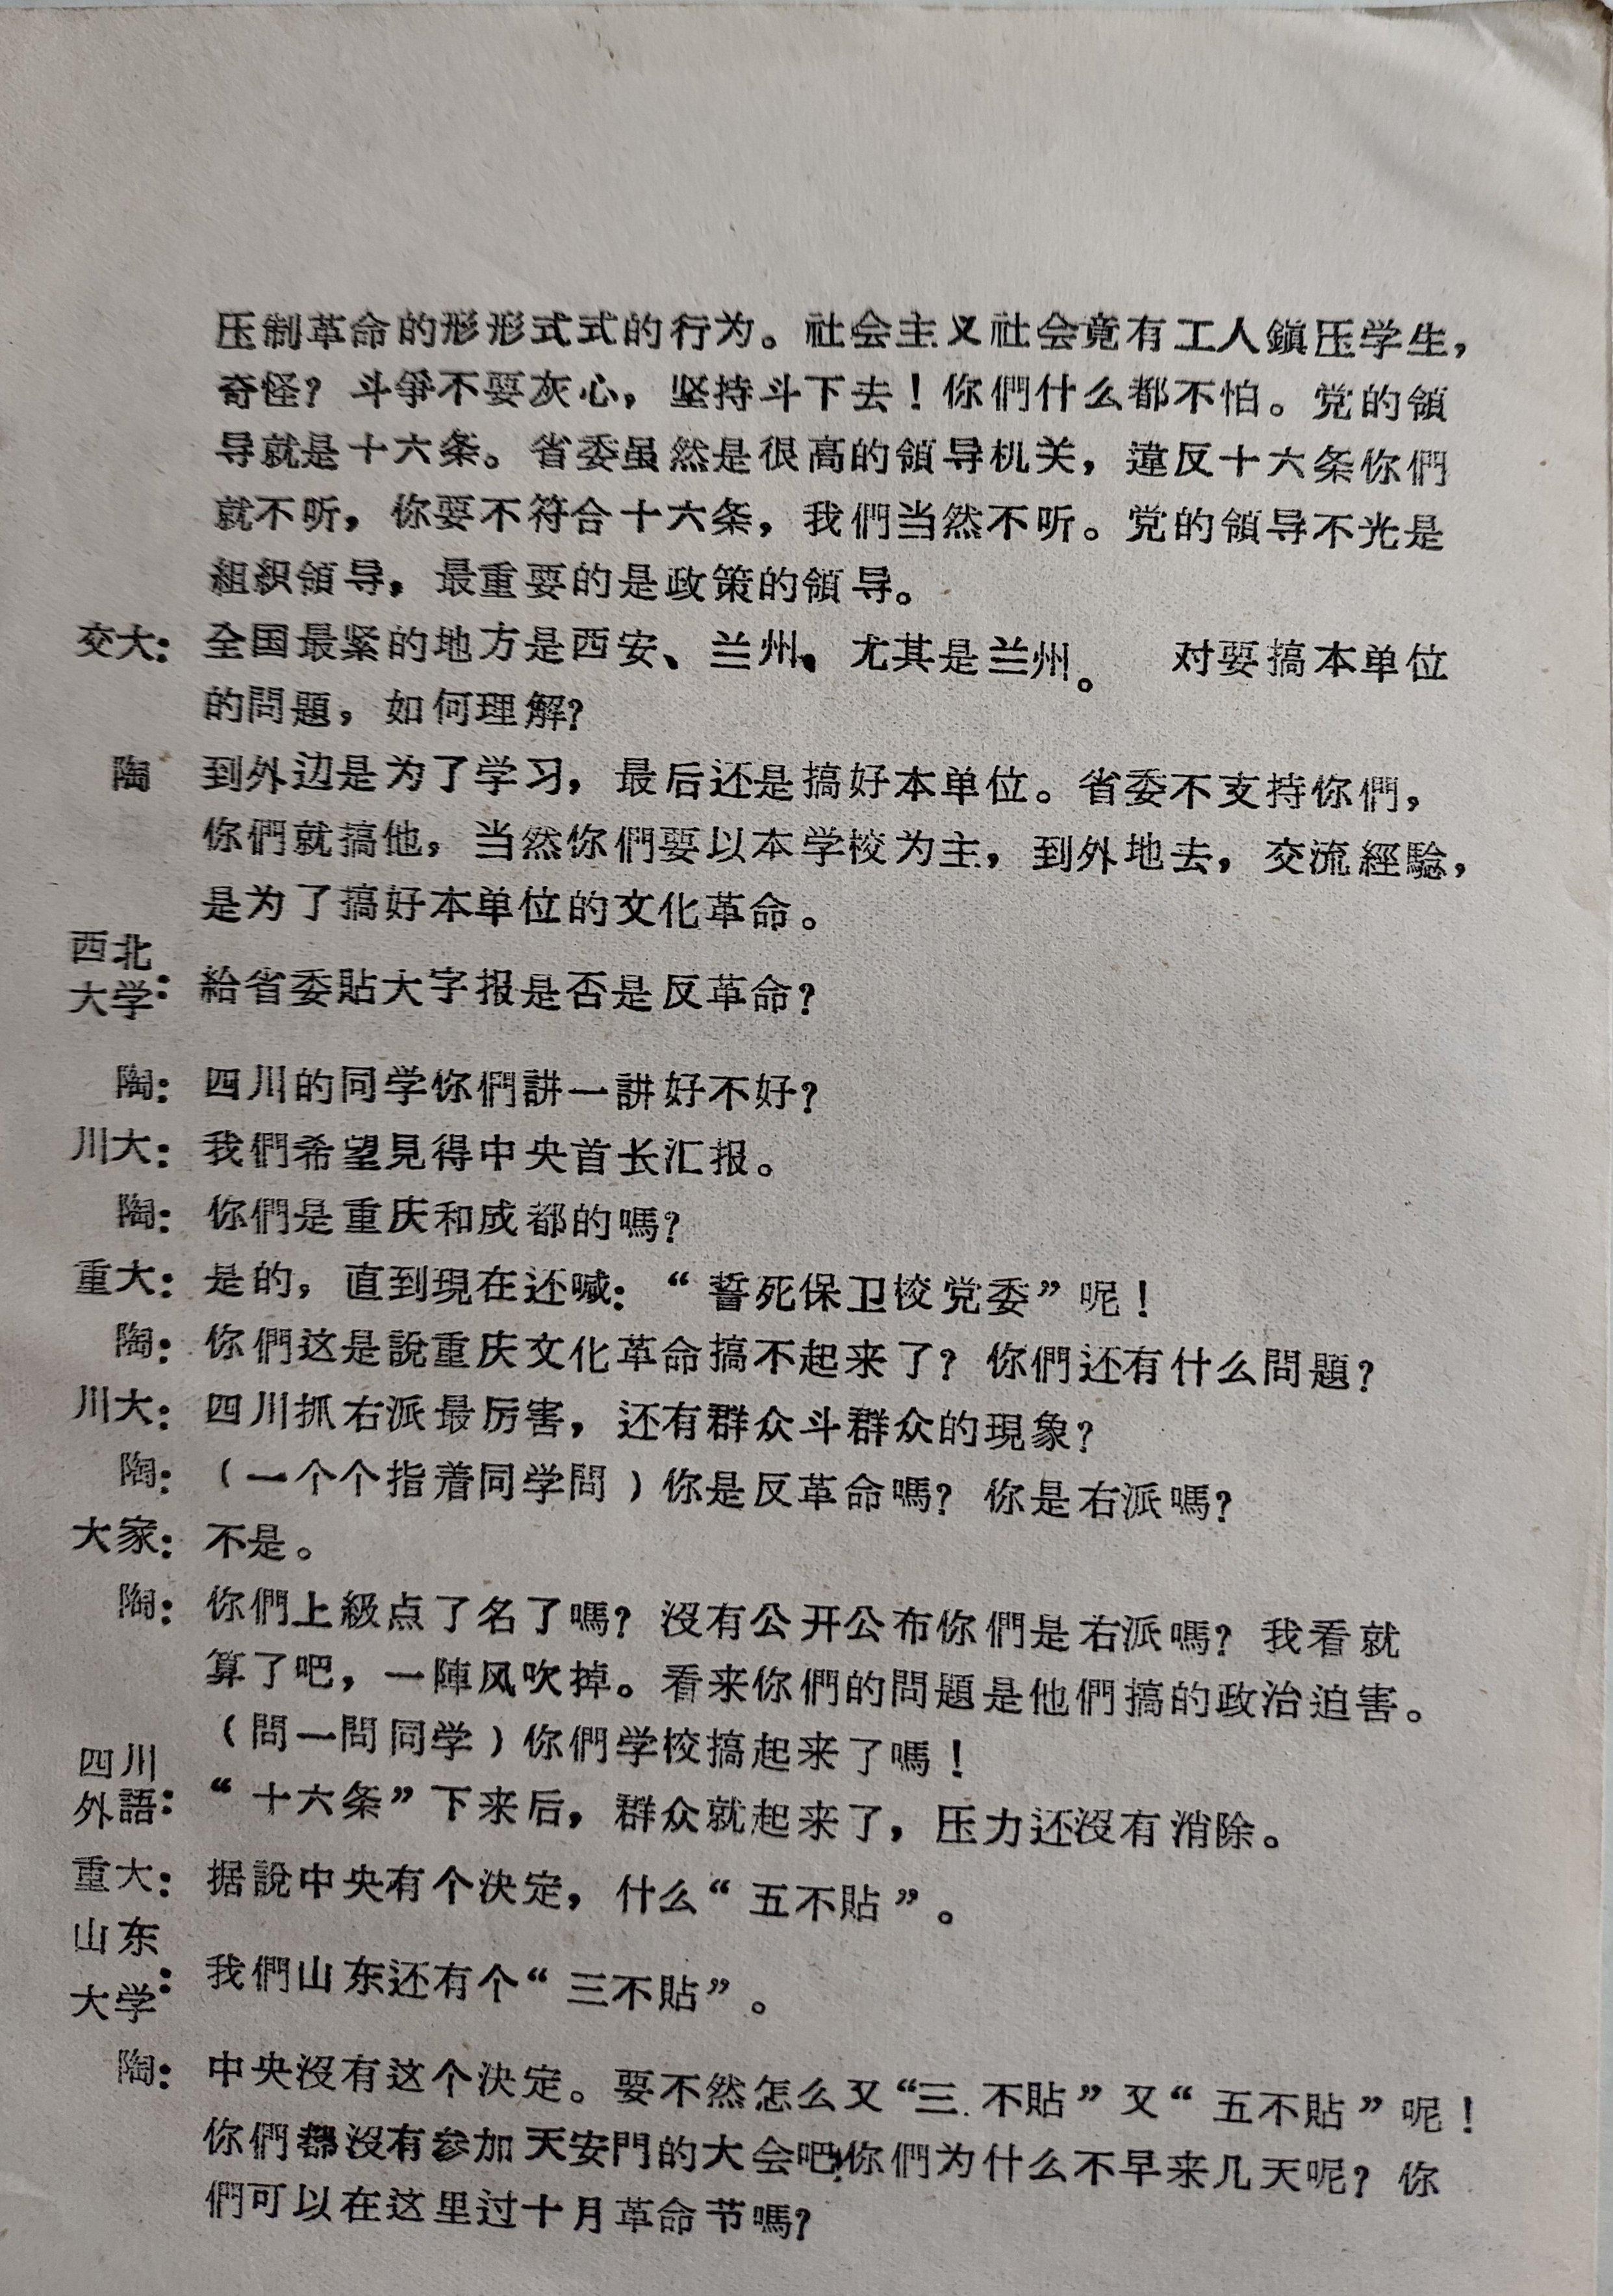 压制革命的形形式式的行为。社会主义社会竟有工人鎮压学生，
奇怪？斗爭不要灰心，坚持斗下去！你們什么都不怕。党的領
导就是十六条。省委虽然是很高的領导机关，違反十六条你們
就不听，你要不符合十六条，我們当然不听。党的領导不光是
組织領导，最重要的是政策的領导。
交大：全国最紧的地方是西安、兰州，尤其是兰州。 对要搞本单位
的問題，如何理解？
陶 到外边是为了学习，最后还是搞好本单位。省委不支持你們，
你們就搞他，当然你們要以本学校为主，到外地去，交流經驗，
是为了搞好本单位的文化革命。
西北
大学：給省委貼大字报是否是反革命？
陶：四川的同学你們講一講好不好？
川大：我們希望見得中央首长汇报。
陶：你們是重庆和成都的嗎？
重大：是的，直到現在还喊：“誓死保卫校党委”呢！
陶：你們这是說重庆文化革命搞不起来了？你們还有什么問題？
川大：四川抓右派最厉害，还有群众斗群众的現象？
陶：（一个个指着同学問）你是反革命嗎？你是右派嗎？
大家：不是。
陶：你們上級点了名了嗎？沒有公开公布你們是右派嗎？我看就
算了吧，一陣风吹掉。看来你們的問題是他們搞的政治迫害。
（問一問同学）你們学校搞起来了嗎！
四川
外語：“十六条”下来后，群众就起来了，压力还沒有消除。
重大：据說中央有个决定，什么“五不貼”。
山东
大学：我們山东还有个“三不貼”。
陶：中央沒有这个决定。要不然怎么又“三不貼”又“五不貼”呢！
你們都沒有参加天安門的大会吧！你們为什么不早来几天呢？你
們可以在这里过十月革命节嗎？